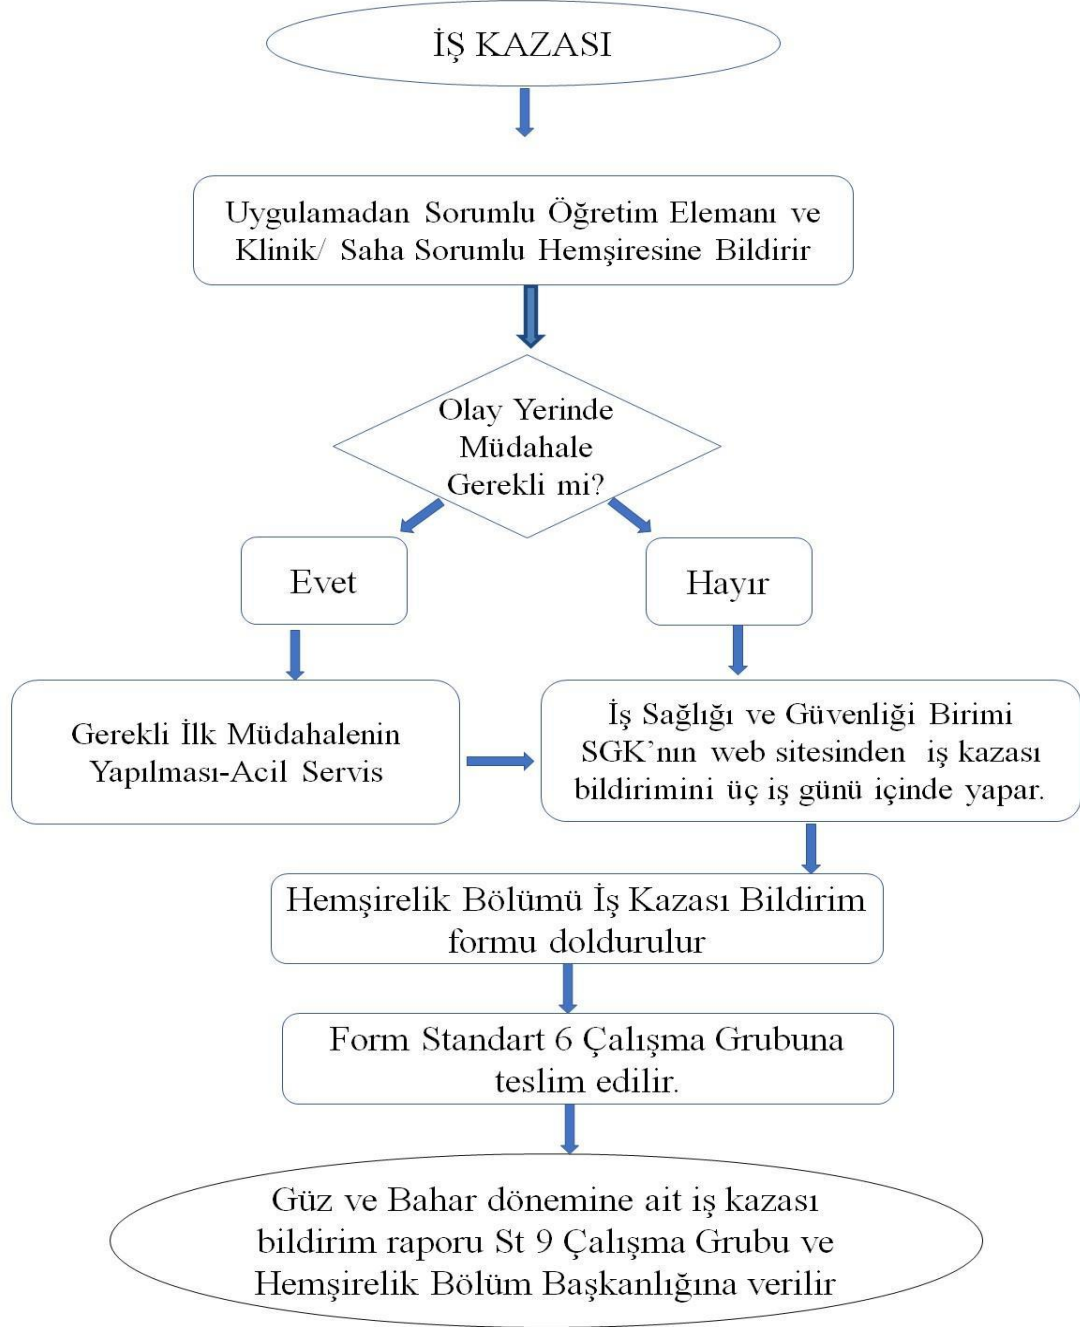 İŞ KAZASI
Uygulamadan Sorumlu Öğretim Elemanı ve
Klinik/ Saha Sorumlu Hemşiresine Bildirir
Olay Yerinde
Müdahale
Gerekli mi?
Evet
Hayır
Gerekli İlk Müdahalenin
Yapılması-Acil Servis
İş Sağlığı ve Güvenliği Birimi
SGK’nın web sitesinden iş kazası
bildirimini üç iş günü içinde yapar.
Hemşirelik Bölümü İş Kazası Bildirim
formu doldurulur
Form Standart 6 Çalışma Grubuna
teslim edilir.
Güz ve Bahar dönemine ait iş kazası
bildirim raporu St 9 Çalışma Grubu ve
Hemşirelik Bölüm Başkanlığına verilir